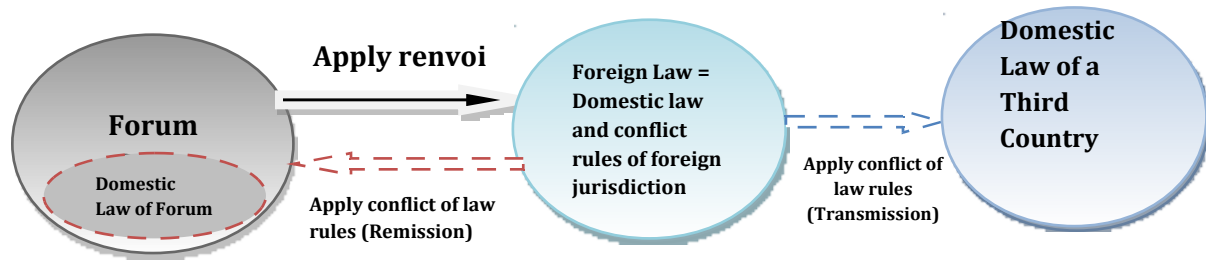 Forum
Domestic
Law of Forum
Apply renvoi
Apply conflict of law
rules (Remission)
Foreign Law =
Domestic law
and conflict
rules of foreign
jurisdiction
Apply conflict of
law rules
(Transmission)
Domestic
Law of a
Third
Country